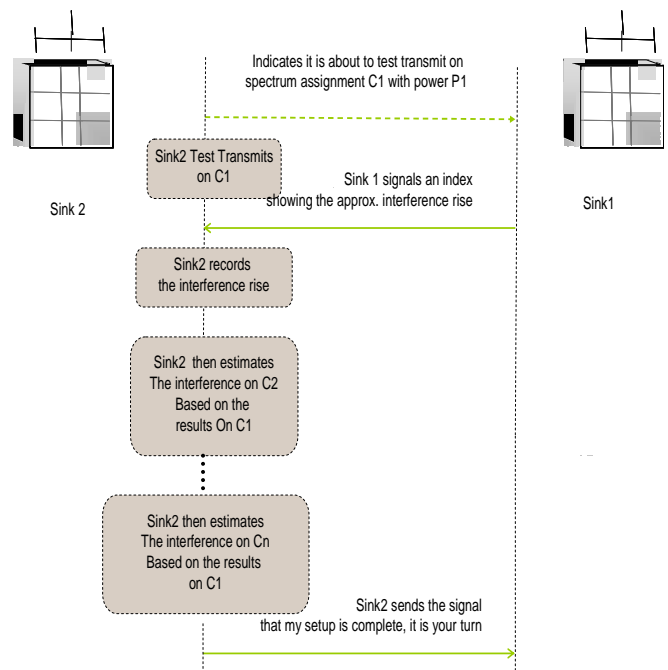 Indicates it is about to test transmit on
spectrum assignment C1 with power P1
Sink2 Test Transmits
on C1
Sink 1 signals an index
showing the approx. interference rise
Sink 2
Sink1
Sink2 records
the interference rise
Sink2 then estimates
The interference on C2
Based on the
results On C1
Sink2 then estimates
The interference on Cn
Based on the results
on C1
Sink2 sends the signal
that my setup is complete, it is your turn